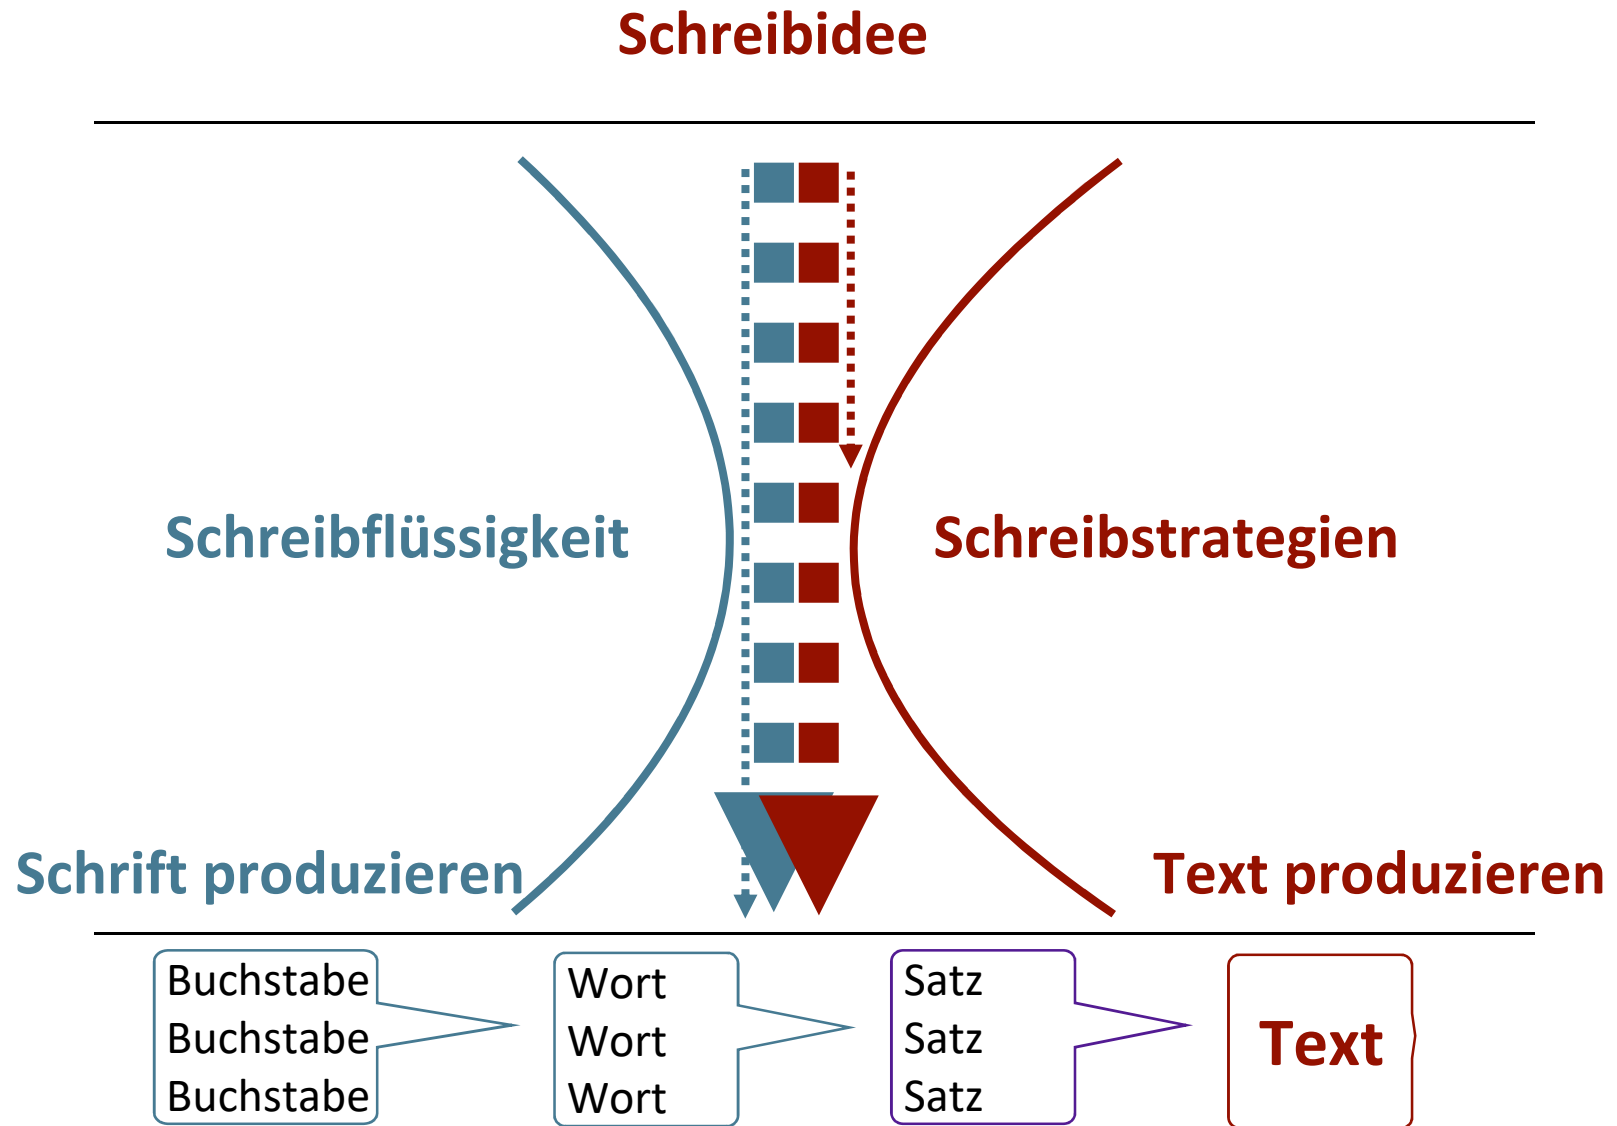 Schreibidee
Schreibflüssigkeit
Schreibstrategien
Schrift produzieren
Text produzieren
Buchstabe
Buchstabe
Buchstabe
Wort
Wort
Wort
Satz
Satz
Satz
Text